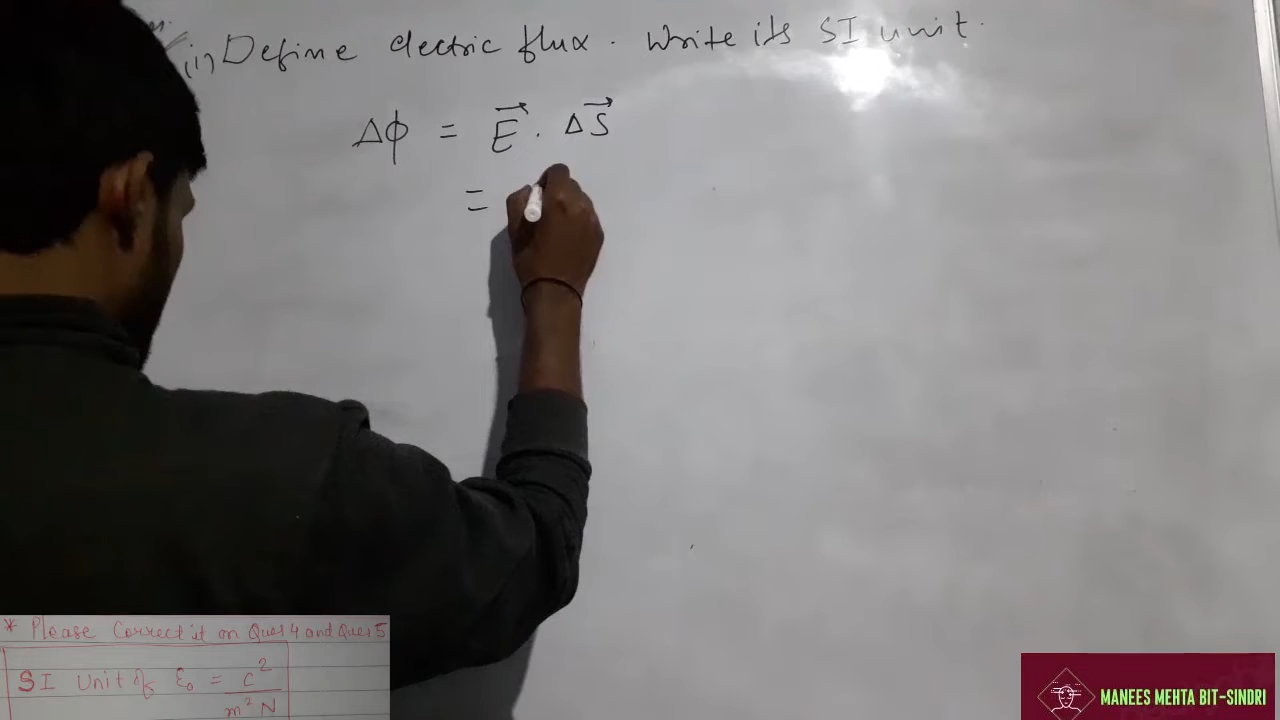 (i) Define electric flux. Write its SI unit.
Δϕ = E⃗ . ΔS⃗
=
* Please Correct it on Ques 4 and Ques 5
SI Unit of ε₀ = C²/m²N
MANEES MEHTA BIT-SINDRI